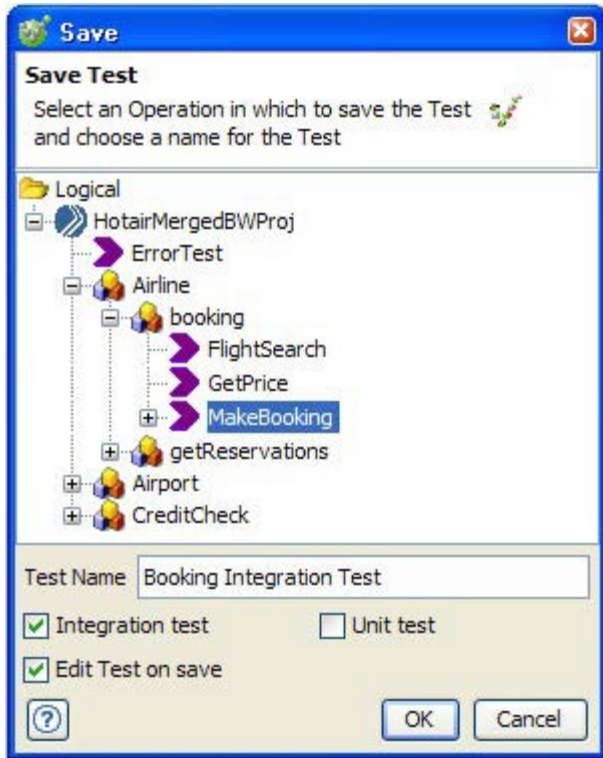 Save
Save Test
Select an Operation in which to save the Test
and choose a name for the Test
Logical
HotairMergedBWProj
ErrorTest
Airline
booking
FlightSearch
GetPrice
MakeBooking
getReservations
Airport
CreditCheck
Test Name Booking Integration Test
Integration test Unit test
Edit Test on save
? OK Cancel